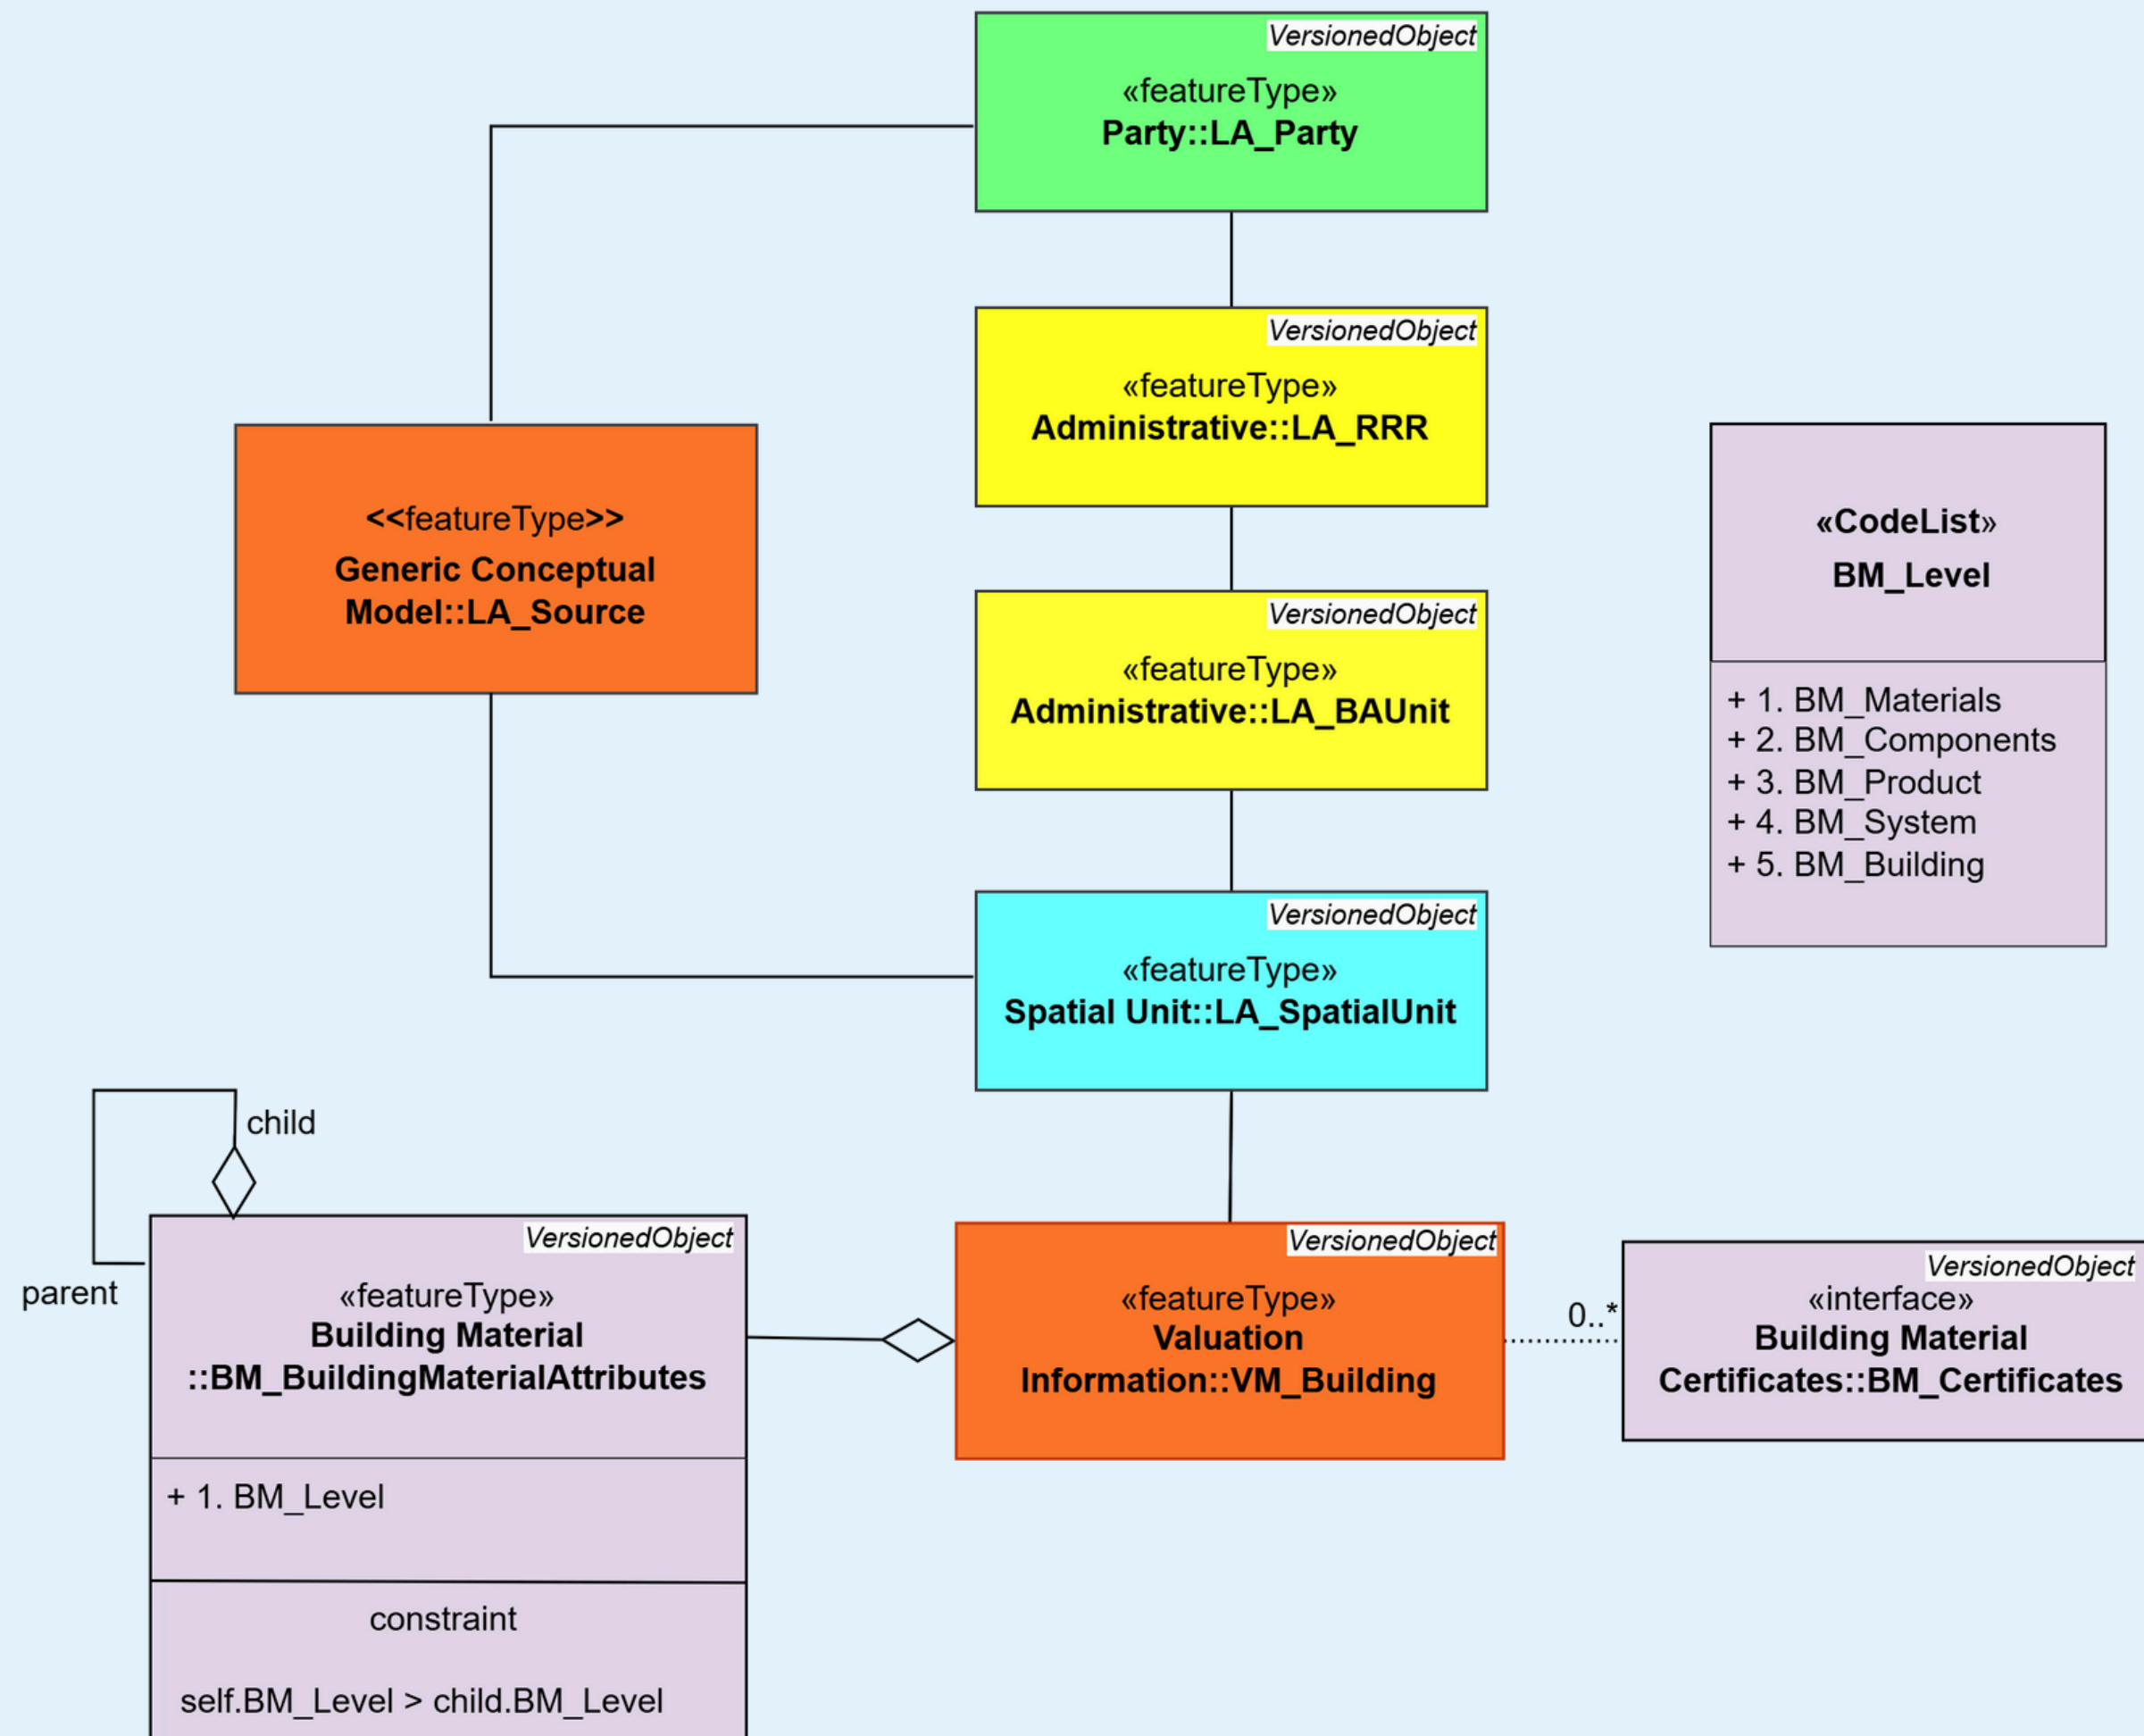 VersionedObject
«featureType»
Party::LA_Party
VersionedObject
«featureType»
Administrative::LA_RRR
<<featureType>>
Generic Conceptual
Model::LA_Source
VersionedObject
«featureType»
Administrative::LA_BAUnit
«CodeList»
BM_Level
+ 1. BM_Materials
+ 2. BM_Components
+ 3. BM_Product
+ 4. BM_System
+ 5. BM_Building
VersionedObject
«featureType»
Spatial Unit::LA_SpatialUnit
child
parent
VersionedObject
«featureType»
Building Material
::BM_BuildingMaterialAttributes
+ 1. BM_Level
constraint
self.BM_Level > child.BM_Level
VersionedObject
«featureType»
Valuation
Information::VM_Building
0..*
VersionedObject
«interface»
Building Material
Certificates::BM_Certificates